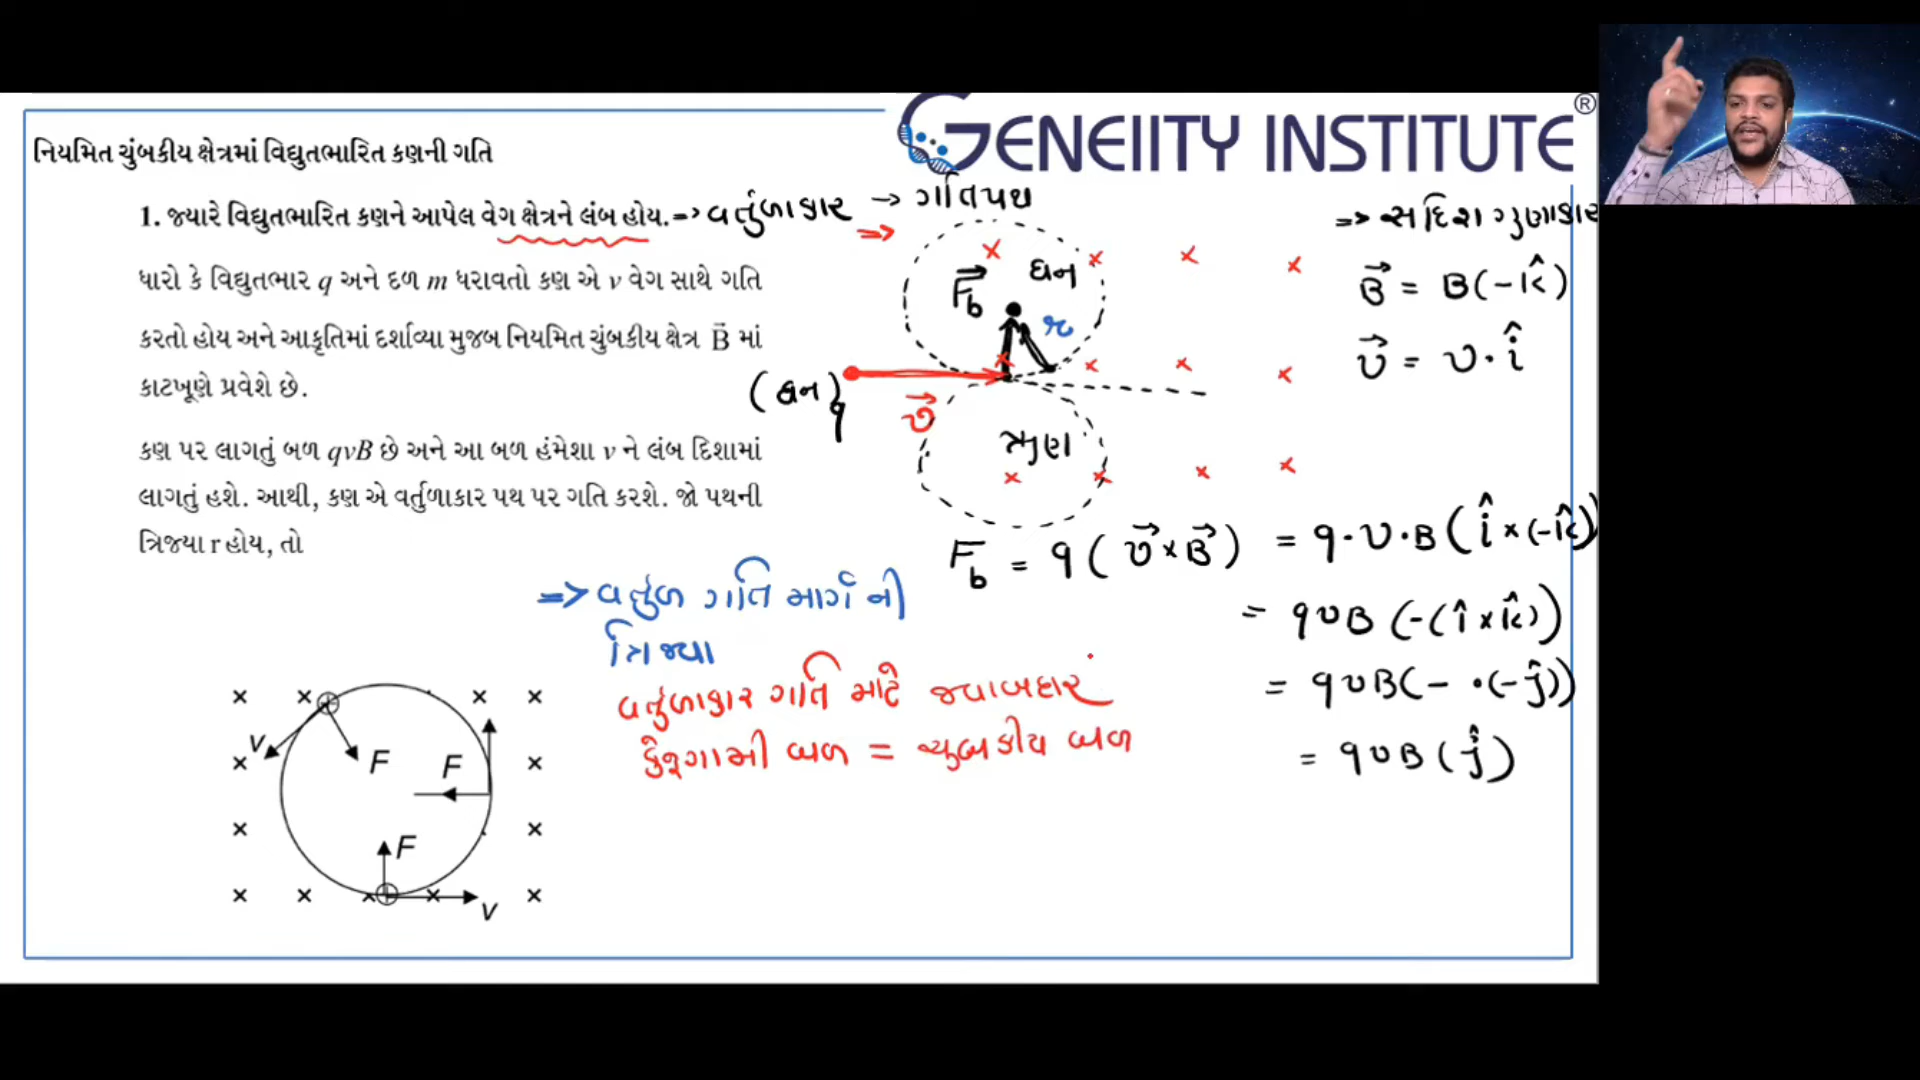 GENEIITY INSTITUTE®
નિયમિત ચુંબકીય ક્ષેત્રમાં વિદ્યુતભારિત કણની ગતિ
1. જ્યારે વિદ્યુતભારિત કણને આપેલ વેગ ક્ષેત્રને લંબ હોય. => વર્તુળાકાર → ગતિપથ
ધારો કે વિદ્યુતભાર q અને દળ m ધરાવતો કણ એ v વેગ સાથે ગતિ
કરતો હોય અને આકૃતિમાં દર્શાવ્યા મુજબ નિયમિત ચુંબકીય ક્ષેત્ર B⃗ માં
કાટખૂણે પ્રવેશે છે.
કણ પર લાગતું બળ qvB છે અને આ બળ હંમેશા v ને લંબ દિશામાં
લાગતું હશે. આથી, કણ એ વર્તુળાકાર પથ પર ગતિ કરશે. જો પથની
ત્રિજ્યા r હોય, તો
ધન
F⃗b
r
(ધન)
q
v⃗
ઋણ
=> સદિશ ગુણાકાર
B⃗ = B(-k̂)
v⃗ = v·î
Fb = q(v⃗×B⃗) = q·v·B(î×(-k̂))
= qvB(-(î×k̂))
= qvB(-·(-ĵ))
= qvB(ĵ)
=> વર્તુળ ગતિ માર્ગ ની
ત્રિજ્યા
વર્તુળાકાર ગતિ માટે જવાબદાર
કેન્દ્રગામી બળ = ચુંબકીય બળ
v
F
F
F
v